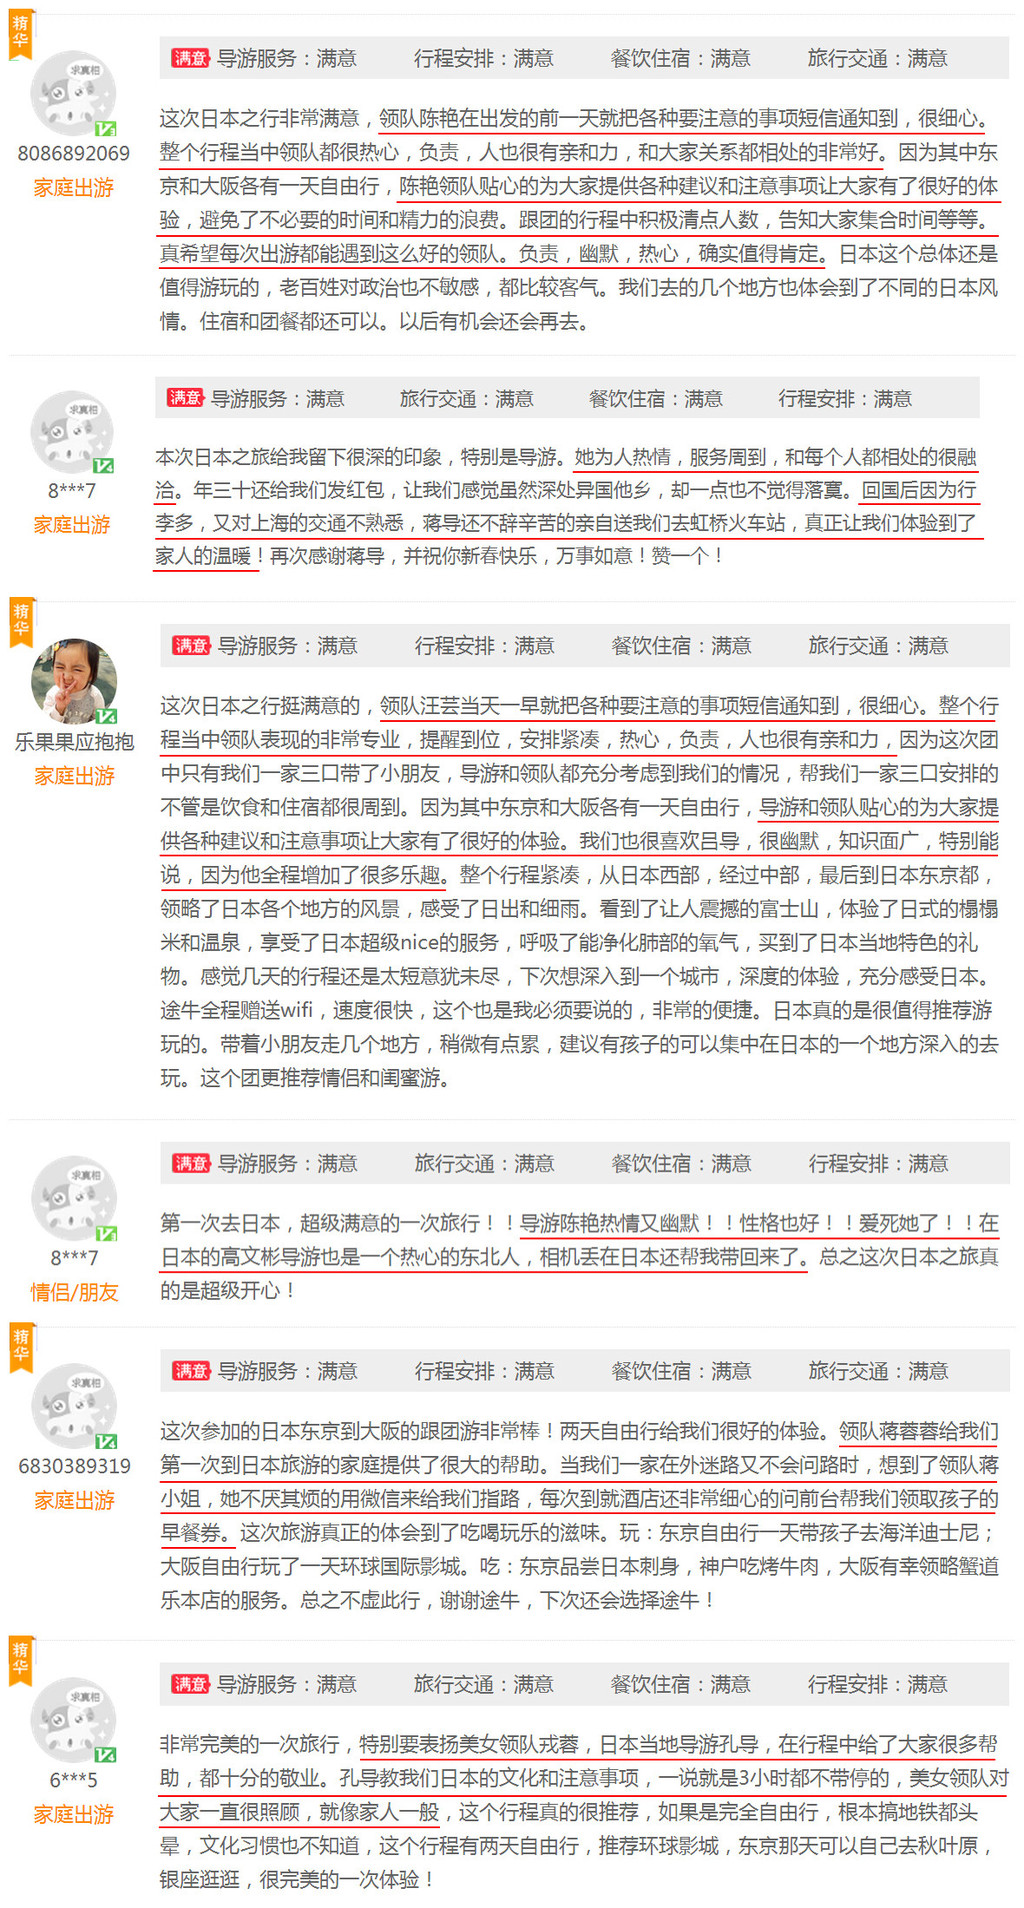 精华
求真相
V3
8086892069
家庭出游
满意 导游服务：满意 行程安排：满意 餐饮住宿：满意 旅行交通：满意
这次日本之行非常满意，领队陈艳在出发的前一天就把各种要注意的事项短信通知到，很细心。
整个行程当中领队都很热心，负责，人也很有亲和力，和大家关系都相处的非常好。因为其中东
京和大阪各有一天自由行，陈艳领队贴心的为大家提供各种建议和注意事项让大家有了很好的体
验，避免了不必要的时间和精力的浪费。跟团的行程中积极清点人数，告知大家集合时间等等。
真希望每次出游都能遇到这么好的领队。负责，幽默，热心，确实值得肯定。日本这个总体还是
值得游玩的，老百姓对政治也不敏感，都比较客气。我们去的几个地方也体会到了不同的日本风
情。住宿和团餐都还可以。以后有机会还会再去。
求真相
V4
8***7
家庭出游
满意 导游服务：满意 旅行交通：满意 餐饮住宿：满意 行程安排：满意
本次日本之旅给我留下很深的印象，特别是导游。她为人热情，服务周到，和每个人都相处的很融
洽。年三十还给我们发红包，让我们感觉虽然深处异国他乡，却一点也不觉得落寞。回国后因为行
李多，又对上海的交通不熟悉，蒋导还不辞辛苦的亲自送我们去虹桥火车站，真正让我们体验到了
家人的温暖！再次感谢蒋导，并祝你新春快乐，万事如意！赞一个！
精华
V4
乐果果应抱抱
家庭出游
满意 导游服务：满意 行程安排：满意 餐饮住宿：满意 旅行交通：满意
这次日本之行挺满意的，领队汪芸当天一早就把各种要注意的事项短信通知到，很细心。整个行
程当中领队表现的非常专业，提醒到位，安排紧凑，热心，负责，人也很有亲和力，因为这次团
中只有我们一家三口带了小朋友，导游和领队都充分考虑到我们的情况，帮我们一家三口安排的
不管是饮食和住宿都很周到。因为其中东京和大阪各有一天自由行，导游和领队贴心的为大家提
供各种建议和注意事项让大家有了很好的体验。我们也很喜欢吕导，很幽默，知识面广，特别能
说，因为他全程增加了很多乐趣。整个行程紧凑，从日本西部，经过中部，最后到日本东京都，
领略了日本各个地方的风景，感受了日出和细雨。看到了让人震撼的富士山，体验了日式的榻榻
米和温泉，享受了日本超级nice的服务，呼吸了能净化肺部的氧气，买到了日本当地特色的礼
物。感觉几天的行程还是太短意犹未尽，下次想深入到一个城市，深度的体验，充分感受日本。
途牛全程赠送wifi，速度很快，这个也是我必须要说的，非常的便捷。日本真的是很值得推荐游
玩的。带着小朋友走几个地方，稍微有点累，建议有孩子的可以集中在日本的一个地方深入的去
玩。这个团更推荐情侣和闺蜜游。
求真相
V3
8***7
情侣/朋友
满意 导游服务：满意 旅行交通：满意 餐饮住宿：满意 行程安排：满意
第一次去日本，超级满意的一次旅行！！导游陈艳热情又幽默！！性格也好！！爱死她了！！在
日本的高文彬导游也是一个热心的东北人，相机丢在日本还帮我带回来了。总之这次日本之旅真
的是超级开心！
精华
求真相
V4
6830389319
家庭出游
满意 导游服务：满意 行程安排：满意 餐饮住宿：满意 旅行交通：满意
这次参加的日本东京到大阪的跟团游非常棒！两天自由行给我们很好的体验。领队蒋蓉蓉给我们
第一次到日本旅游的家庭提供了很大的帮助。当我们一家在外迷路又不会问路时，想到了领队蒋
小姐，她不厌其烦的用微信来给我们指路，每次到就酒店还非常细心的问前台帮我们领取孩子的
早餐券。这次旅游真正的体会到了吃喝玩乐的滋味。玩：东京自由行一天带孩子去海洋迪士尼；
大阪自由行玩了一天环球国际影城。吃：东京品尝日本刺身，神户吃烤牛肉，大阪有幸领略蟹道
乐本店的服务。总之不虚此行，谢谢途牛，下次还会选择途牛！
精华
求真相
V4
6***5
家庭出游
满意 导游服务：满意 旅行交通：满意 餐饮住宿：满意 行程安排：满意
非常完美的一次旅行，特别要表扬美女领队戎蓉，日本当地导游孔导，在行程中给了大家很多帮
助，都十分的敬业。孔导教我们日本的文化和注意事项，一说就是3小时都不带停的，美女领队对
大家一直很照顾，就像家人一般，这个行程真的很推荐，如果是完全自由行，根本搞地铁都头
晕，文化习惯也不知道，这个行程有两天自由行，推荐环球影城，东京那天可以自己去秋叶原，
银座逛逛，很完美的一次体验！